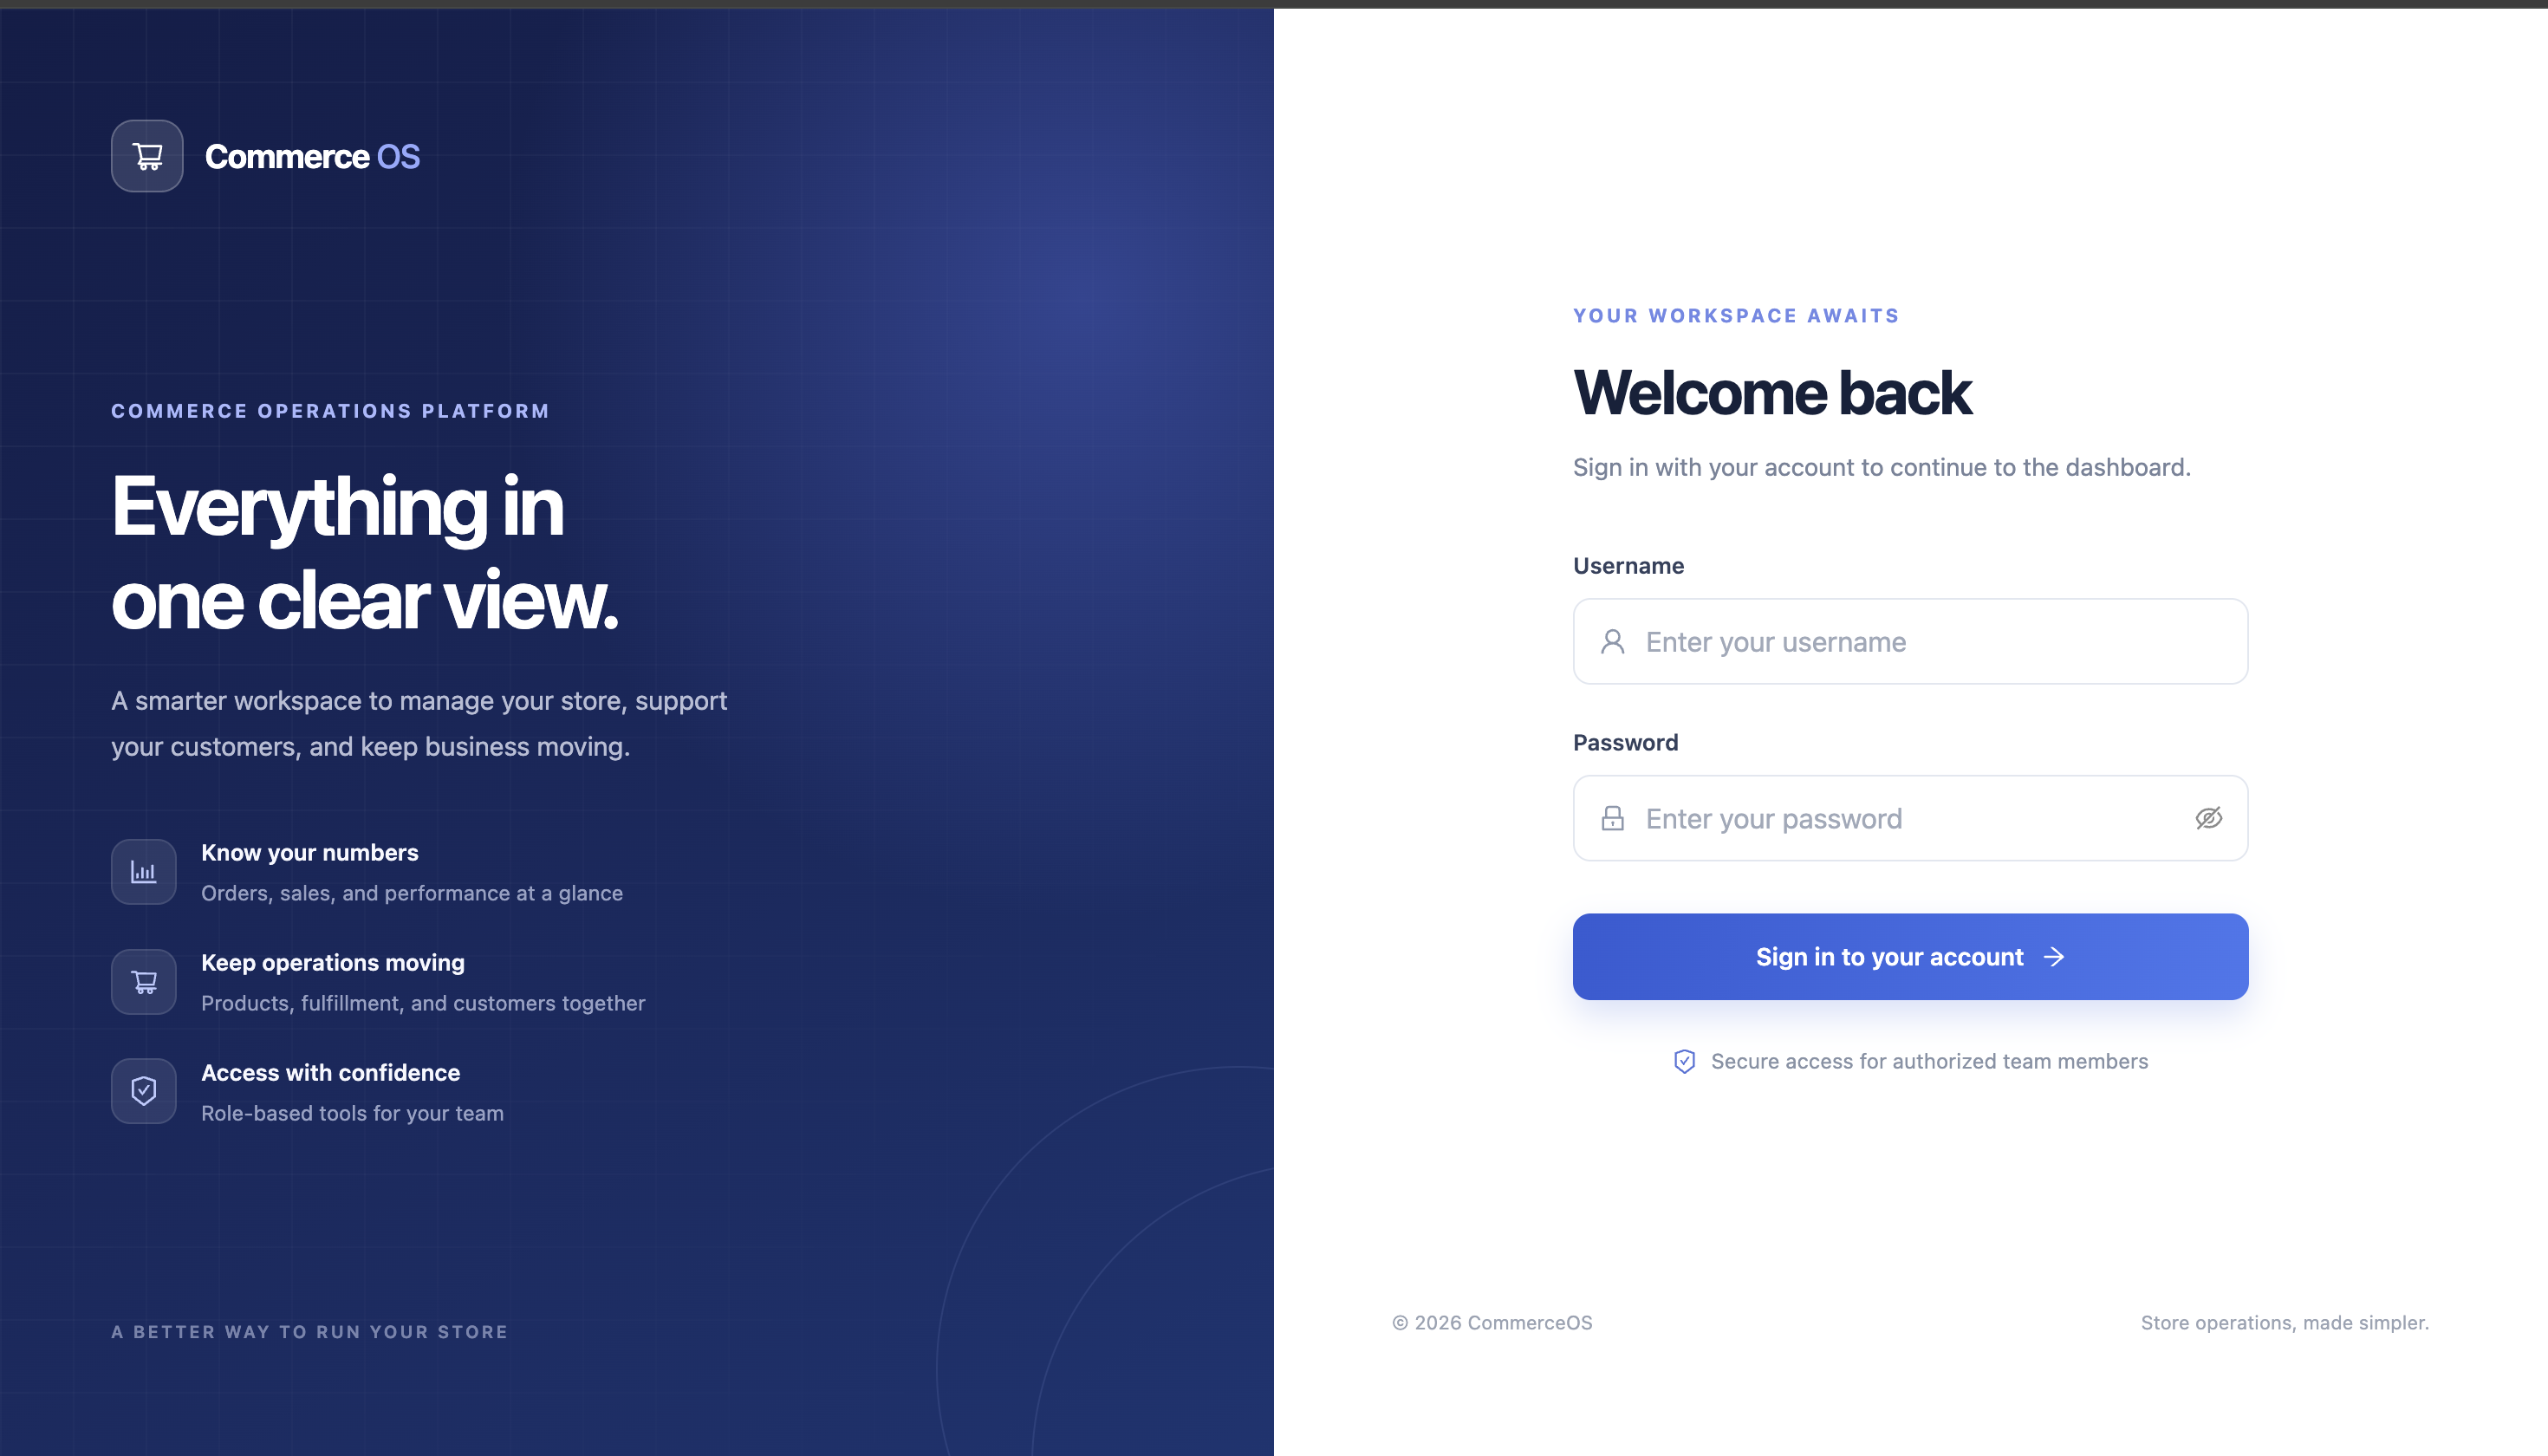 Commerce OS
COMMERCE OPERATIONS PLATFORM
Everything in
one clear view.
A smarter workspace to manage your store, support
your customers, and keep business moving.
Know your numbers
Orders, sales, and performance at a glance
Keep operations moving
Products, fulfillment, and customers together
Access with confidence
Role-based tools for your team
A BETTER WAY TO RUN YOUR STORE
YOUR WORKSPACE AWAITS
Welcome back
Sign in with your account to continue to the dashboard.
Username
Enter your username
Password
Enter your password
Sign in to your account
Secure access for authorized team members
© 2026 CommerceOS
Store operations, made simpler.